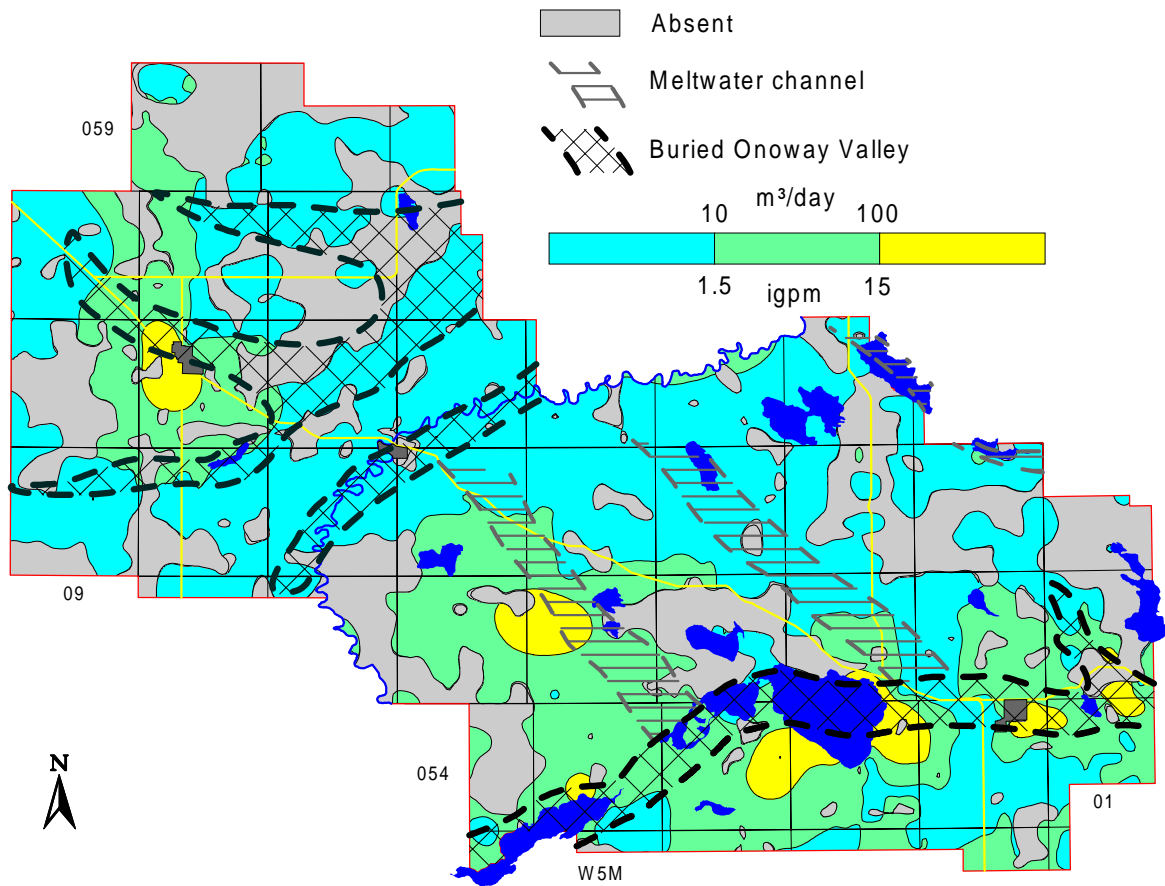 Absent
Meltwater channel
Buried Onoway Valley
059
m³/day
10 100
1.5 igpm 15
09
N
054
01
W5M